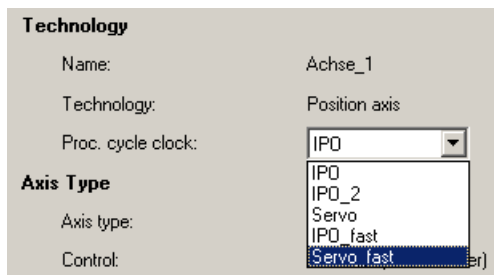 Technology
Name: Achse_1
Technology: Position axis
Proc. cycle clock: IPO
IPO
IPO_2
Axis Type
Servo
Axis type:
IPO_fast
Control: Servo_fast er)